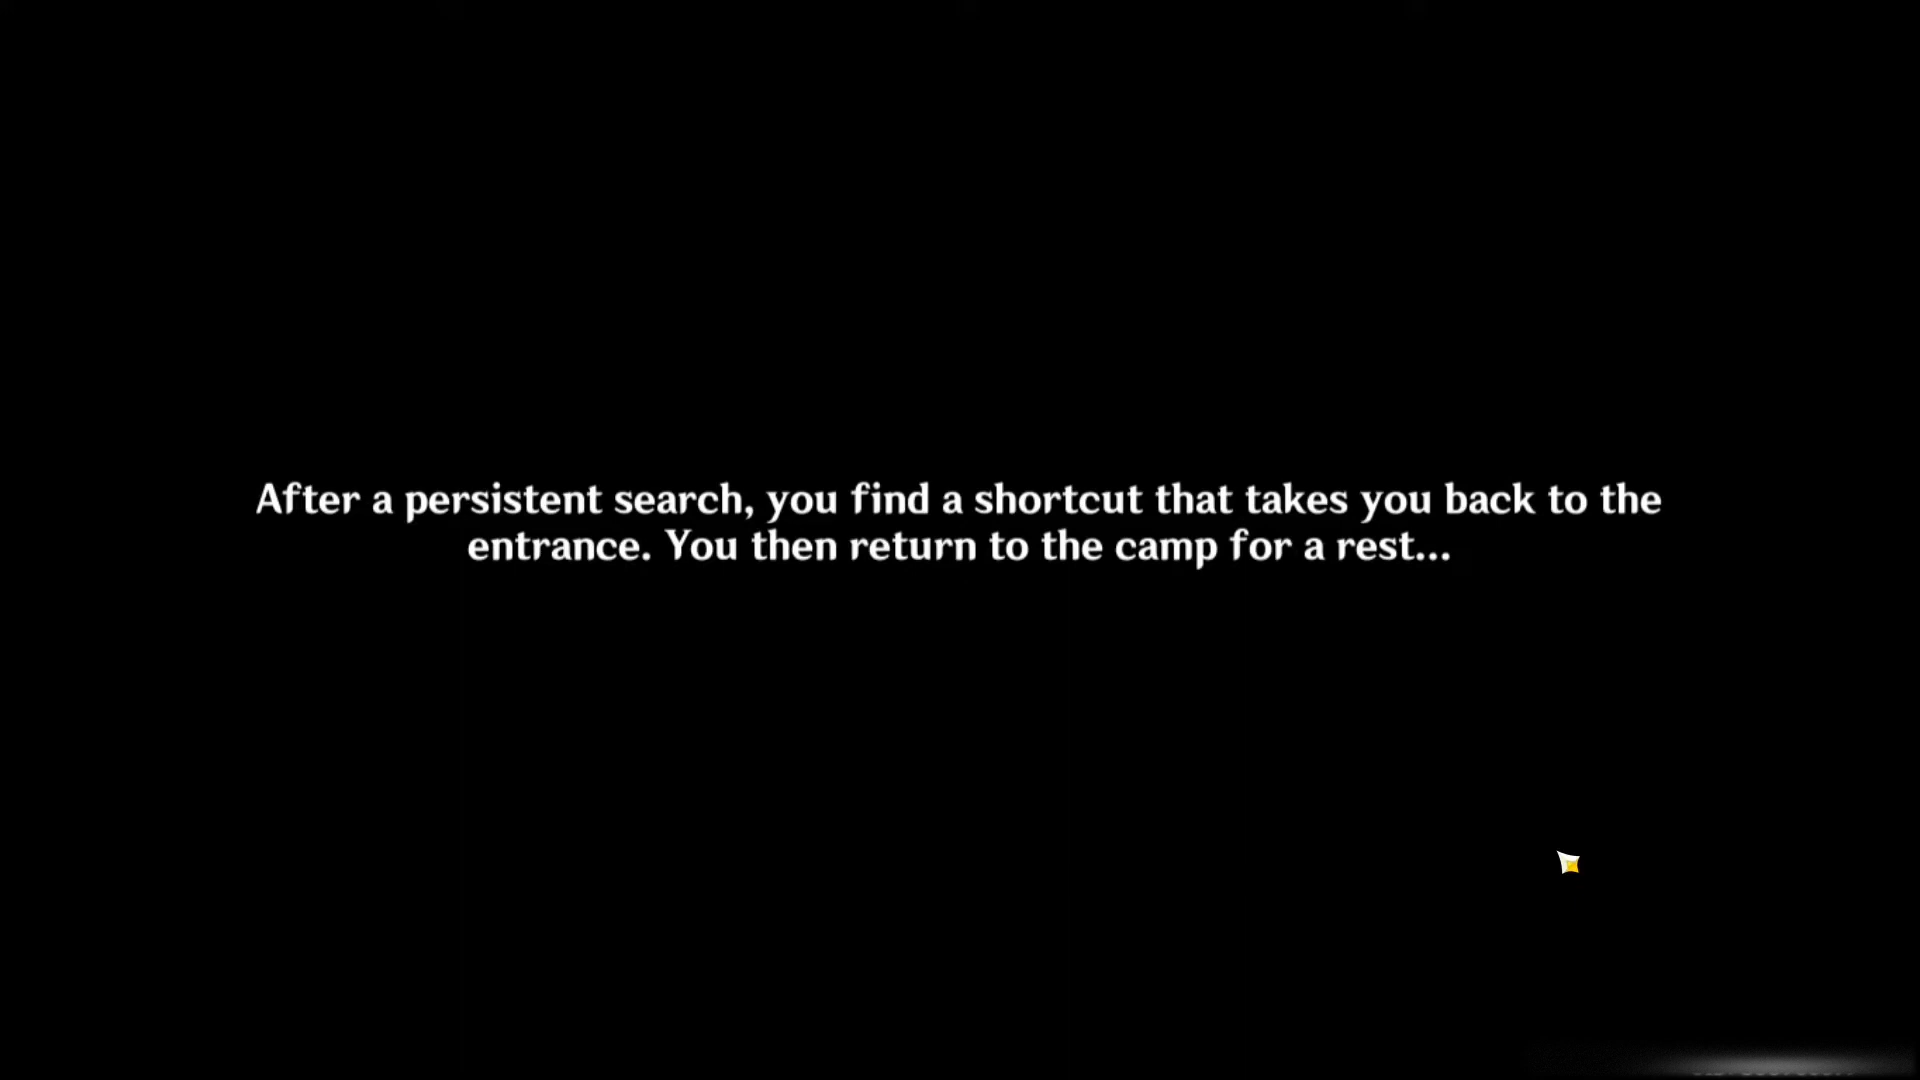 After a persistent search, you find a shortcut that takes you back to the
entrance. You then return to the camp for a rest...